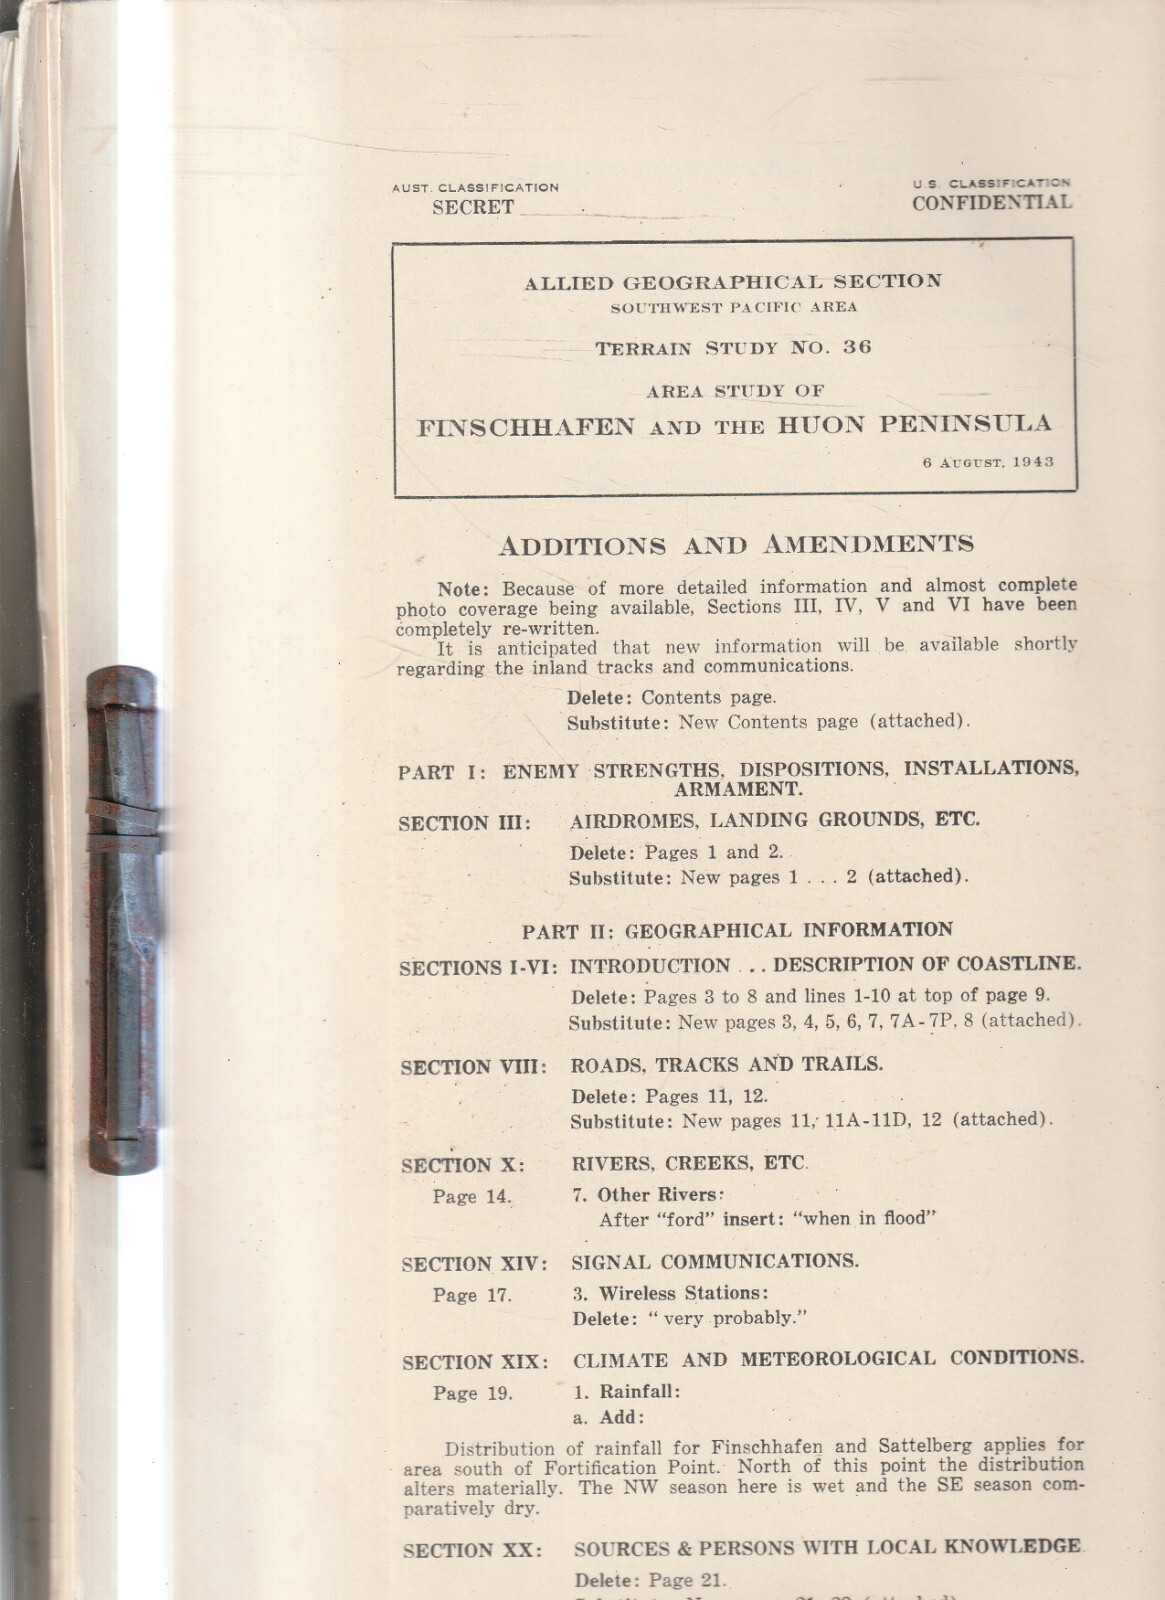 AUST. CLASSIFICATION
SECRET
U.S. CLASSIFICATION
CONFIDENTIAL
ALLIED GEOGRAPHICAL SECTION
SOUTHWEST PACIFIC AREA
TERRAIN STUDY NO. 36
AREA STUDY OF
FINSCHHAFEN AND THE HUON PENINSULA
6 AUGUST, 1943
ADDITIONS AND AMENDMENTS
Note: Because of more detailed information and almost complete
photo coverage being available, Sections III, IV, V and VI have been
completely re-written.
It is anticipated that new information will be available shortly
regarding the inland tracks and communications.
Delete: Contents page.
Substitute: New Contents page (attached).
PART I: ENEMY STRENGTHS, DISPOSITIONS, INSTALLATIONS,
ARMAMENT.
SECTION III: AIRDROMES, LANDING GROUNDS, ETC.
Delete: Pages 1 and 2.
Substitute: New pages 1 . . . 2 (attached).
PART II: GEOGRAPHICAL INFORMATION
SECTIONS I-VI: INTRODUCTION . . . DESCRIPTION OF COASTLINE.
Delete: Pages 3 to 8 and lines 1-10 at top of page 9.
Substitute: New pages 3, 4, 5, 6, 7, 7A-7P, 8 (attached).
SECTION VIII: ROADS, TRACKS AND TRAILS.
Delete: Pages 11, 12.
Substitute: New pages 11, 11A-11D, 12 (attached).
SECTION X: RIVERS, CREEKS, ETC.
Page 14. 7. Other Rivers:
After “ford” insert: “when in flood”
SECTION XIV: SIGNAL COMMUNICATIONS.
Page 17. 3. Wireless Stations:
Delete: “ very probably.”
SECTION XIX: CLIMATE AND METEOROLOGICAL CONDITIONS.
Page 19. 1. Rainfall:
a. Add:
Distribution of rainfall for Finschhafen and Sattelberg applies for
area south of Fortification Point. North of this point the distribution
alters materially. The NW season here is wet and the SE season com-
paratively dry.
SECTION XX: SOURCES & PERSONS WITH LOCAL KNOWLEDGE
Delete: Page 21.